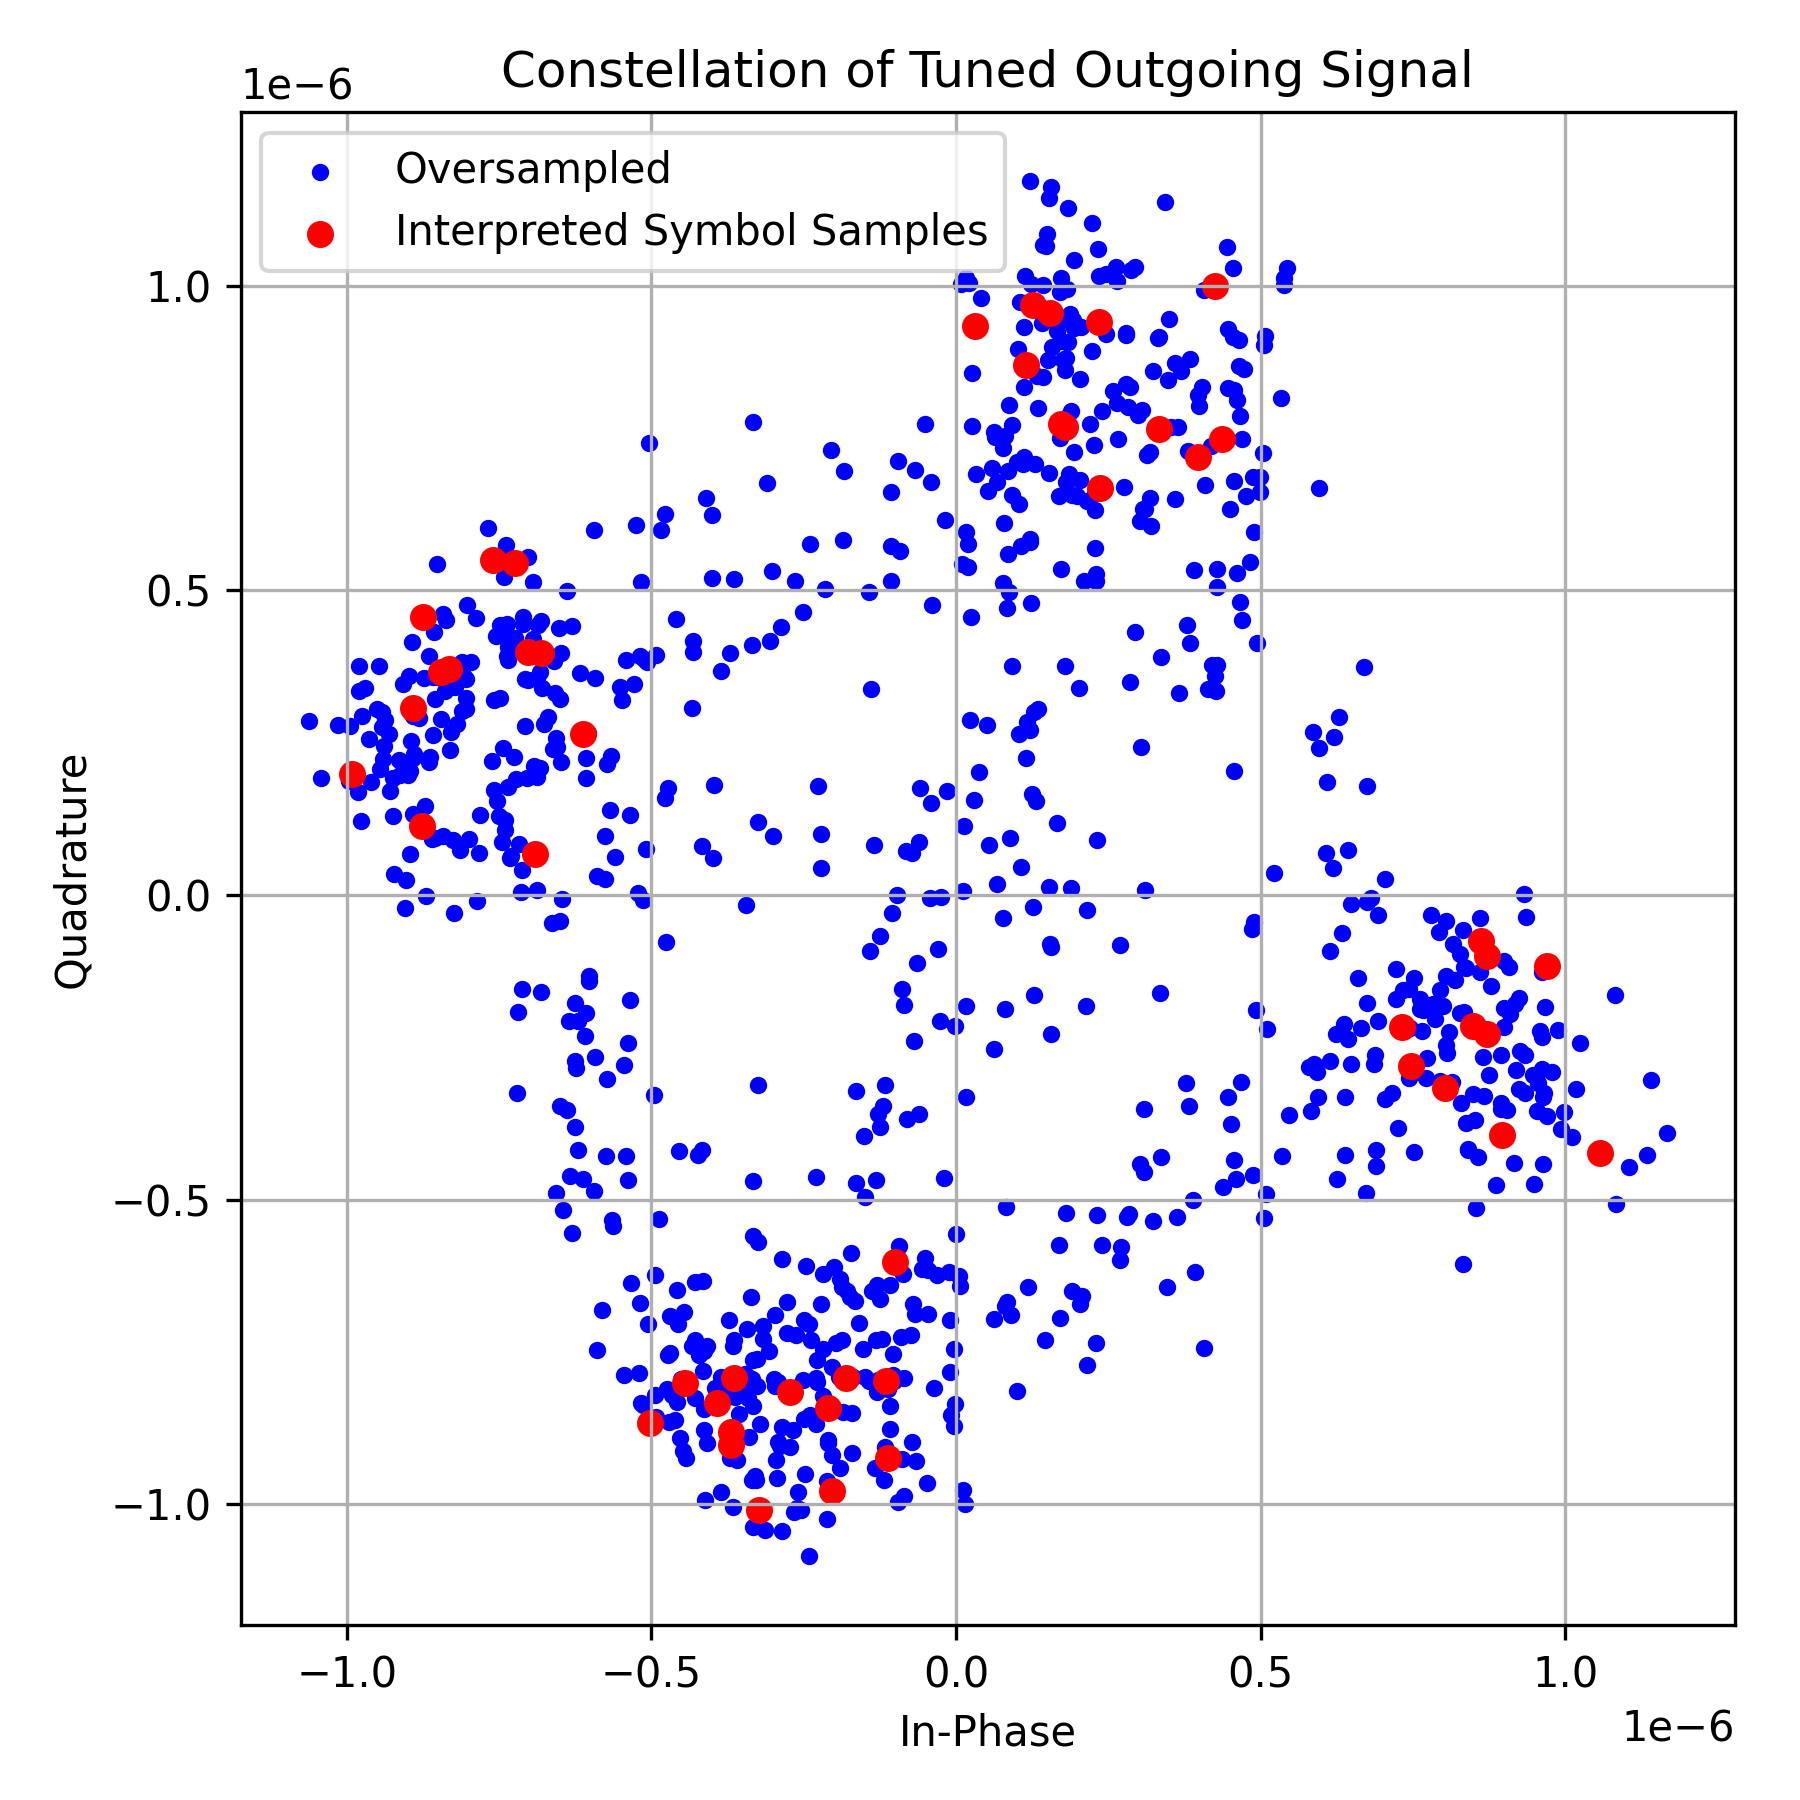 Constellation of Tuned Outgoing Signal
1e−6
Oversampled
Interpreted Symbol Samples
1.0
0.5
0.0
−0.5
−1.0
Quadrature
−1.0 −0.5 0.0 0.5 1.0
In-Phase
1e−6